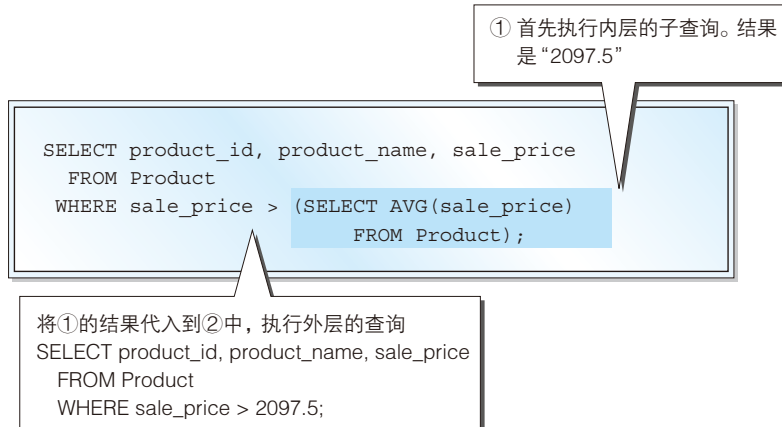 ① 首先执行内层的子查询。结果
是“2097.5”
SELECT product_id, product_name, sale_price
FROM Product
WHERE sale_price > (SELECT AVG(sale_price)
FROM Product);
将①的结果代入到②中，执行外层的查询
SELECT product_id, product_name, sale_price
FROM Product
WHERE sale_price > 2097.5;